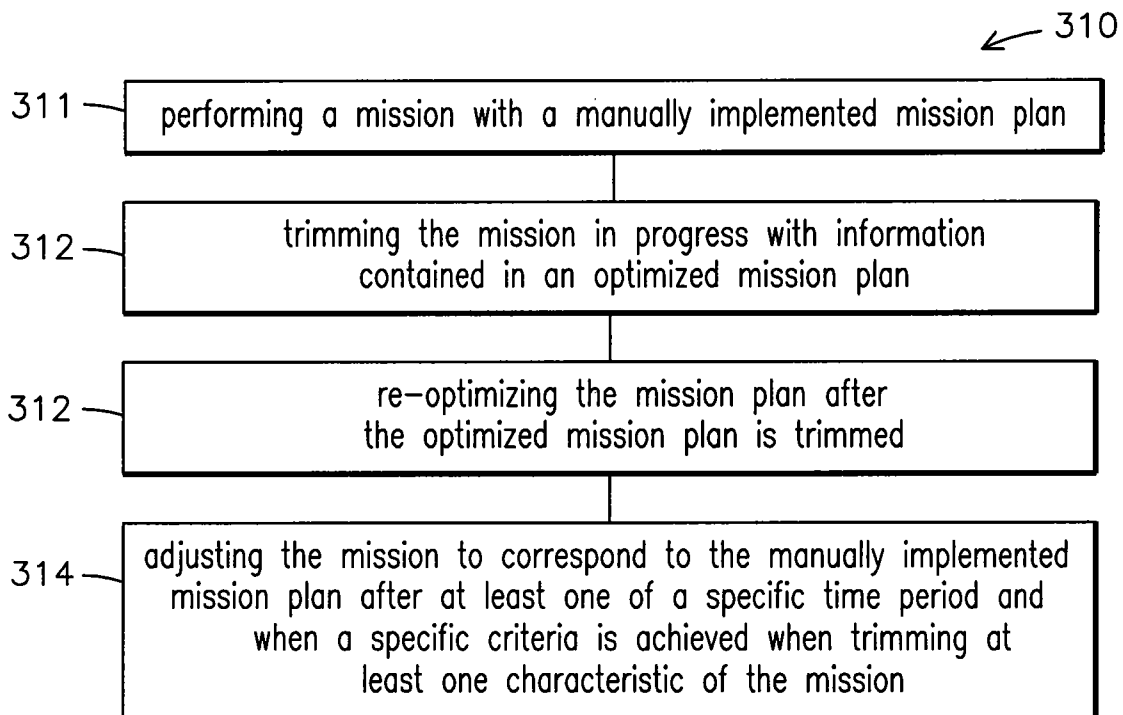 310
311
performing a mission with a manually implemented mission plan
312
trimming the mission in progress with information
contained in an optimized mission plan
312
re-optimizing the mission plan after
the optimized mission plan is trimmed
314
adjusting the mission to correspond to the manually implemented
mission plan after at least one of a specific time period and
when a specific criteria is achieved when trimming at
least one characteristic of the mission